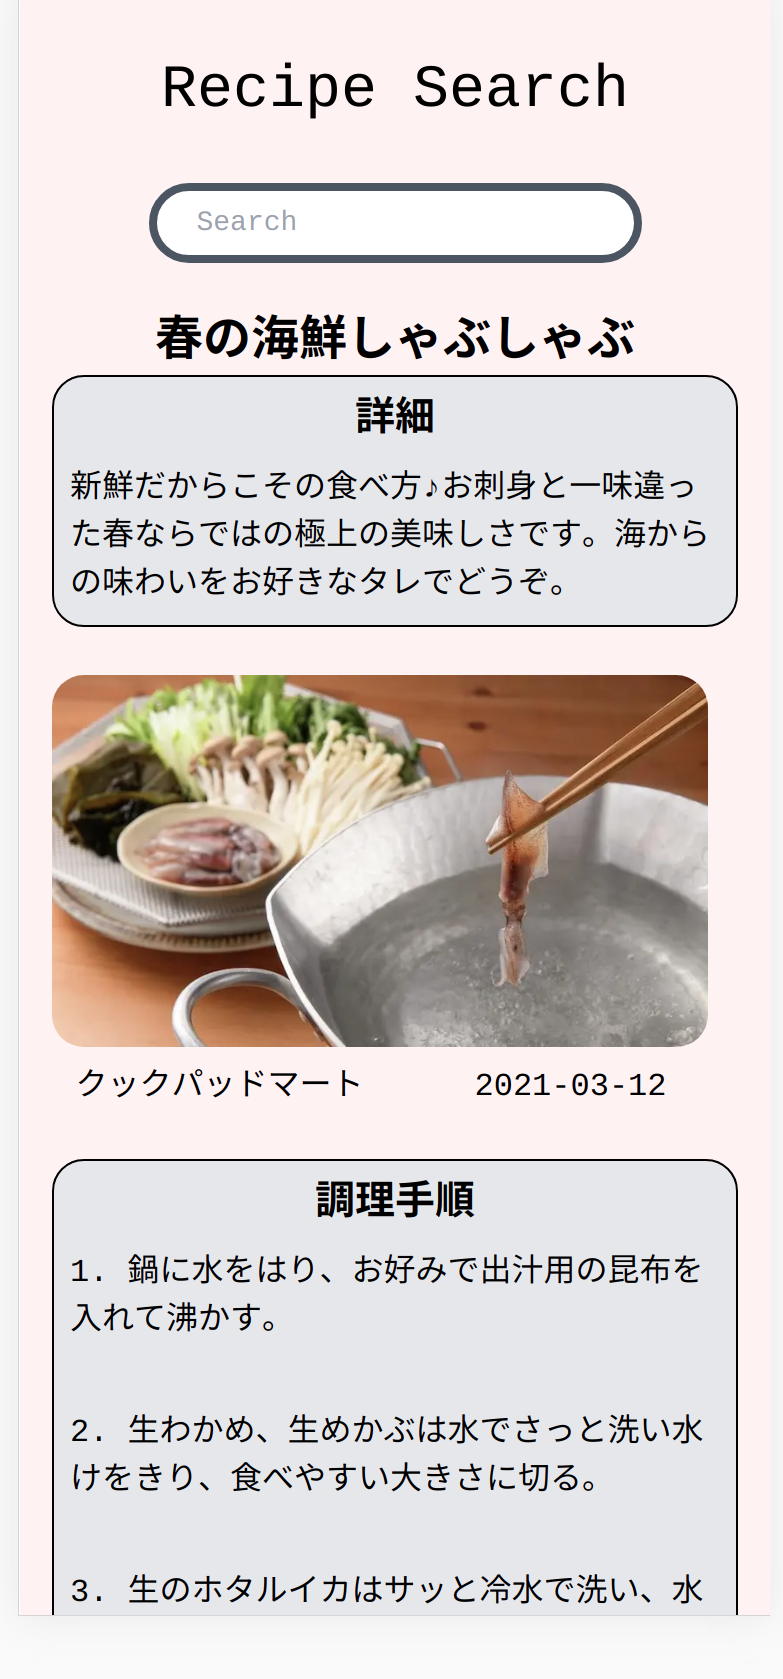 Recipe Search
Search
春の海鮮しゃぶしゃぶ
詳細
新鮮だからこその食べ方♪お刺身と一味違っ
た春ならではの極上の美味しさです。海から
の味わいをお好きなタレでどうぞ。
クックパッドマート 2021-03-12
調理手順
1. 鍋に水をはり、お好みで出汁用の昆布を
入れて沸かす。
2. 生わかめ、生めかぶは水でさっと洗い水
けをきり、食べやすい大きさに切る。
3. 生のホタルイカはサッと冷水で洗い、水